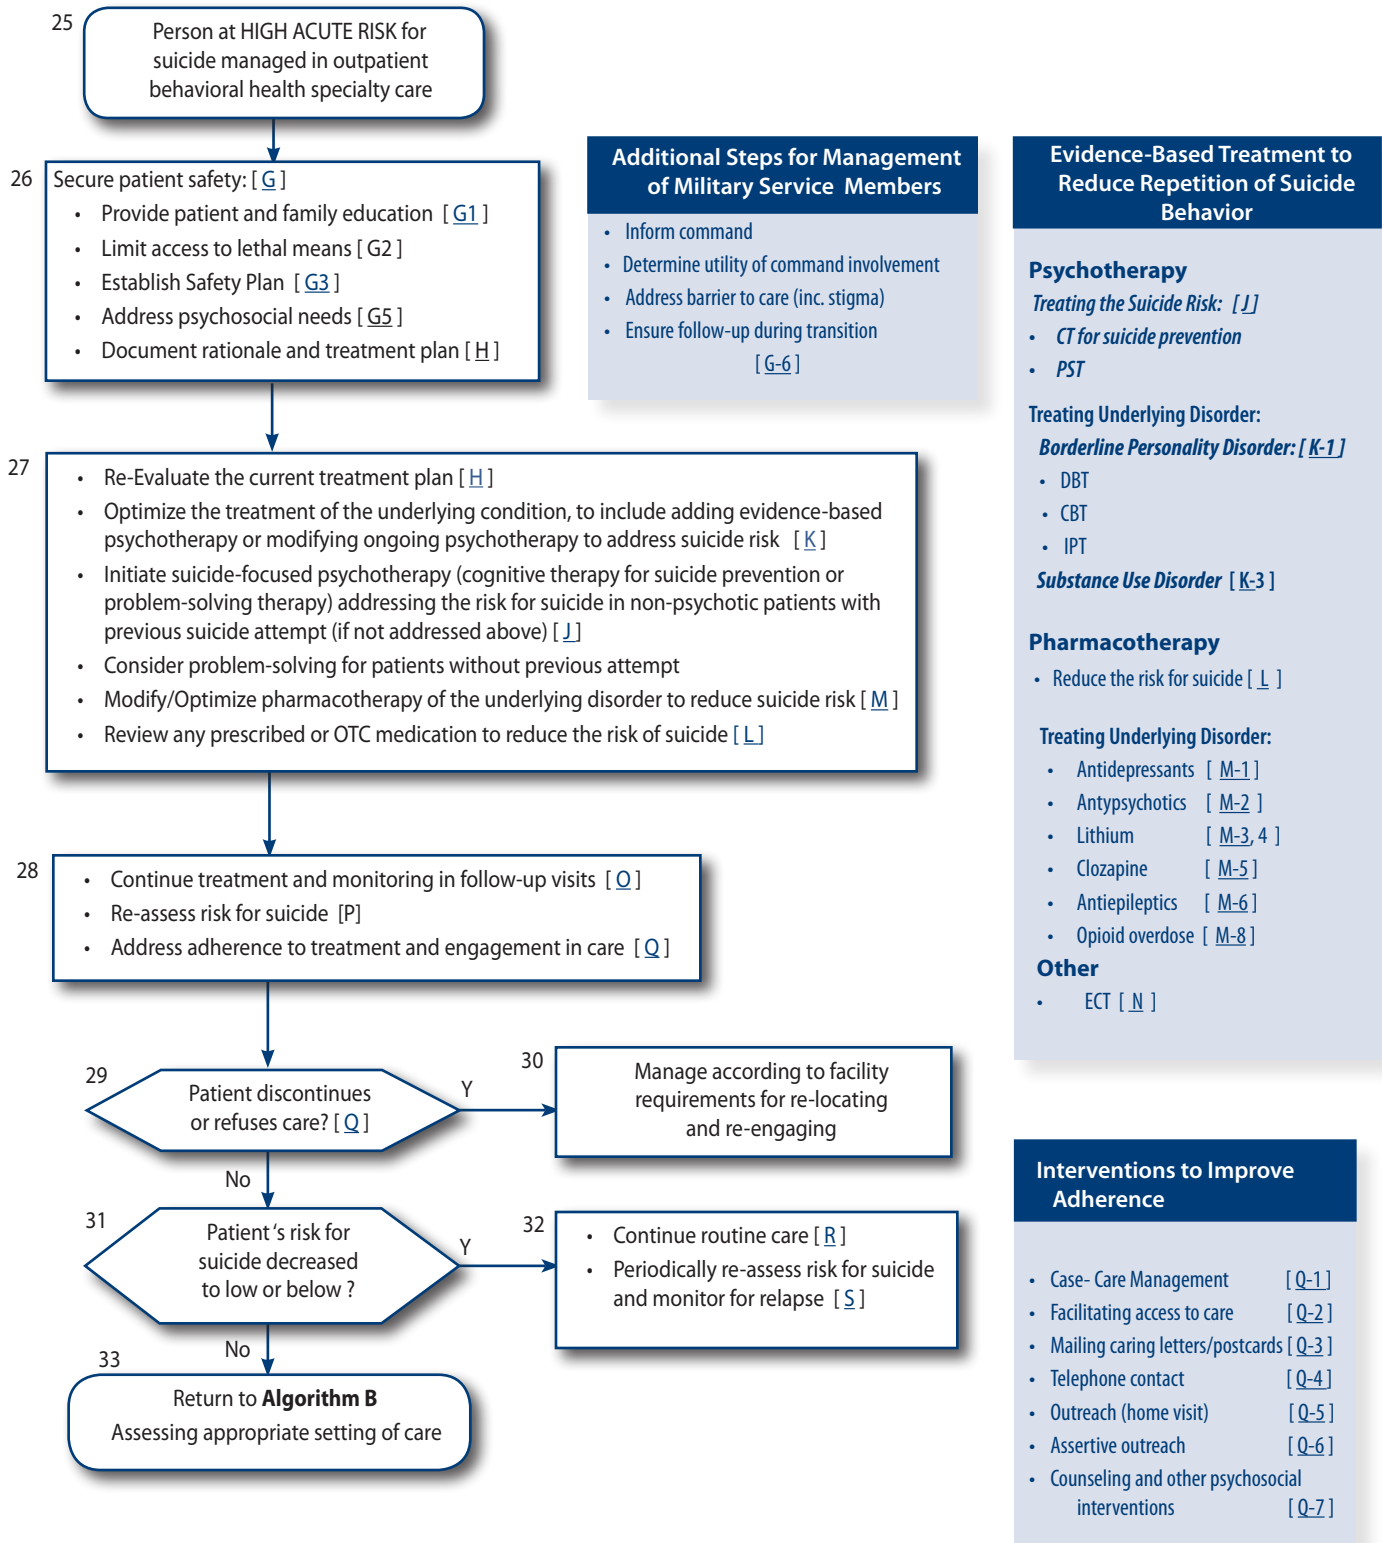 25
Person at HIGH ACUTE RISK for
suicide managed in outpatient
behavioral health specialty care
26
Secure patient safety: [ G ]
• Provide patient and family education [ G1 ]
• Limit access to lethal means [ G2 ]
• Establish Safety Plan [ G3 ]
• Address psychosocial needs [ G5 ]
• Document rationale and treatment plan [ H ]
Additional Steps for Management
of Military Service Members
• Inform command
• Determine utility of command involvement
• Address barrier to care (inc. stigma)
• Ensure follow-up during transition
[ G-6 ]
27
• Re-Evaluate the current treatment plan [ H ]
• Optimize the treatment of the underlying condition, to include adding evidence-based
psychotherapy or modifying ongoing psychotherapy to address suicide risk [ K ]
• Initiate suicide-focused psychotherapy (cognitive therapy for suicide prevention or
problem-solving therapy) addressing the risk for suicide in non-psychotic patients with
previous suicide attempt (if not addressed above) [ J ]
• Consider problem-solving for patients without previous attempt
• Modify/Optimize pharmacotherapy of the underlying disorder to reduce suicide risk [ M ]
• Review any prescribed or OTC medication to reduce the risk of suicide [ L ]
28
• Continue treatment and monitoring in follow-up visits [ O ]
• Re-assess risk for suicide [P]
• Address adherence to treatment and engagement in care [ Q ]
29
Patient discontinues
or refuses care? [ Q ]
Y
30
Manage according to facility
requirements for re-locating
and re-engaging
No
31
Patient ‘s risk for
suicide decreased
to low or below ?
Y
32
• Continue routine care [ R ]
• Periodically re-assess risk for suicide
and monitor for relapse [ S ]
No
33
Return to Algorithm B
Assessing appropriate setting of care
Evidence-Based Treatment to
Reduce Repetition of Suicide
Behavior
Psychotherapy
Treating the Suicide Risk: [ J ]
• CT for suicide prevention
• PST
Treating Underlying Disorder:
Borderline Personality Disorder: [ K-1 ]
• DBT
• CBT
• IPT
Substance Use Disorder [ K-3 ]
Pharmacotherapy
• Reduce the risk for suicide [ L ]
Treating Underlying Disorder:
• Antidepressants [ M-1 ]
• Antypsychotics [ M-2 ]
• Lithium [ M-3, 4 ]
• Clozapine [ M-5 ]
• Antiepileptics [ M-6 ]
• Opioid overdose [ M-8 ]
Other
• ECT [ N ]
Interventions to Improve
Adherence
• Case- Care Management [ Q-1 ]
• Facilitating access to care [ Q-2 ]
• Mailing caring letters/postcards [ Q-3 ]
• Telephone contact [ Q-4 ]
• Outreach (home visit) [ Q-5 ]
• Assertive outreach [ Q-6 ]
• Counseling and other psychosocial
interventions [ Q-7 ]